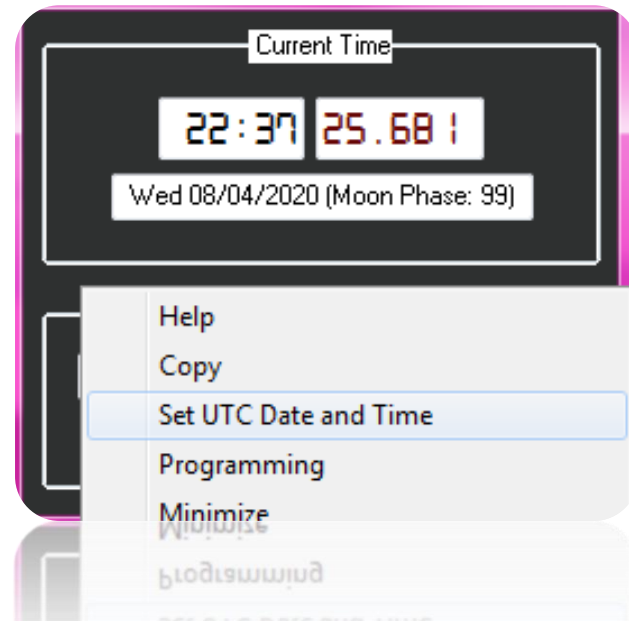 Current Time
22:37 25.681
Wed 08/04/2020 (Moon Phase: 99)
Help
Copy
Set UTC Date and Time
Programming
Minimize